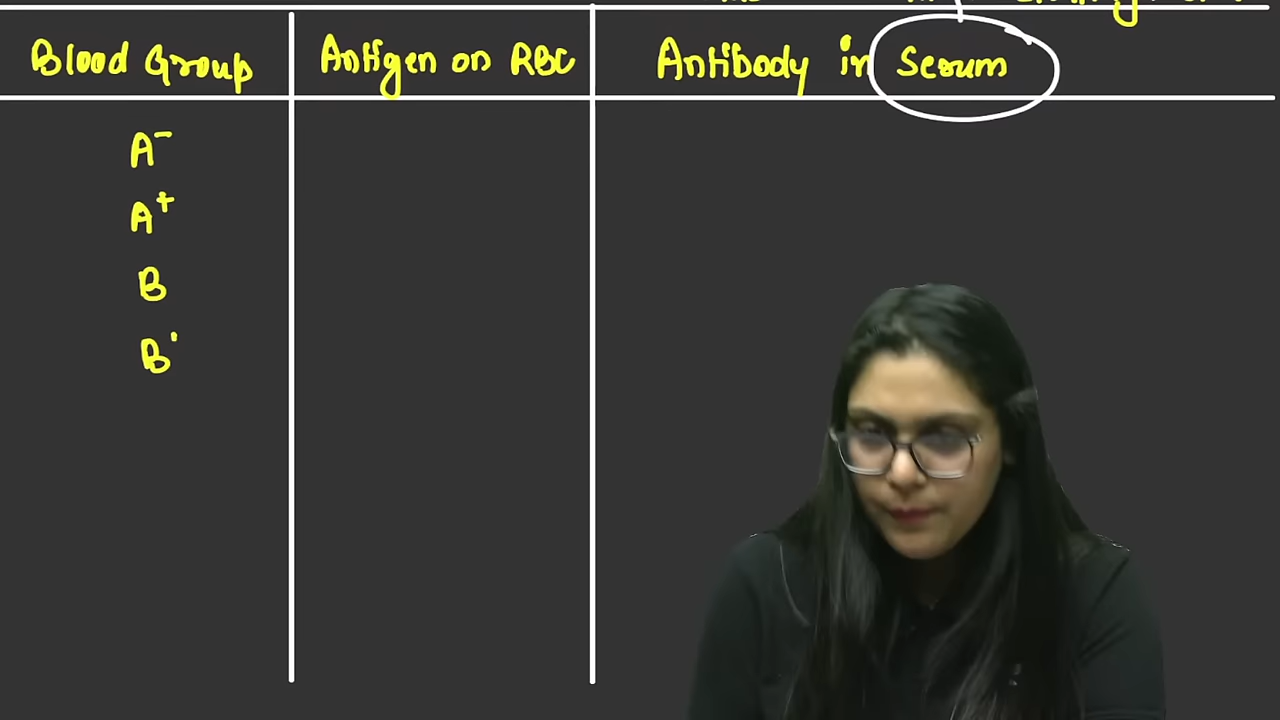 Blood Group Antigen on RBC Antibody in Serum
A⁻
A⁺
B
B